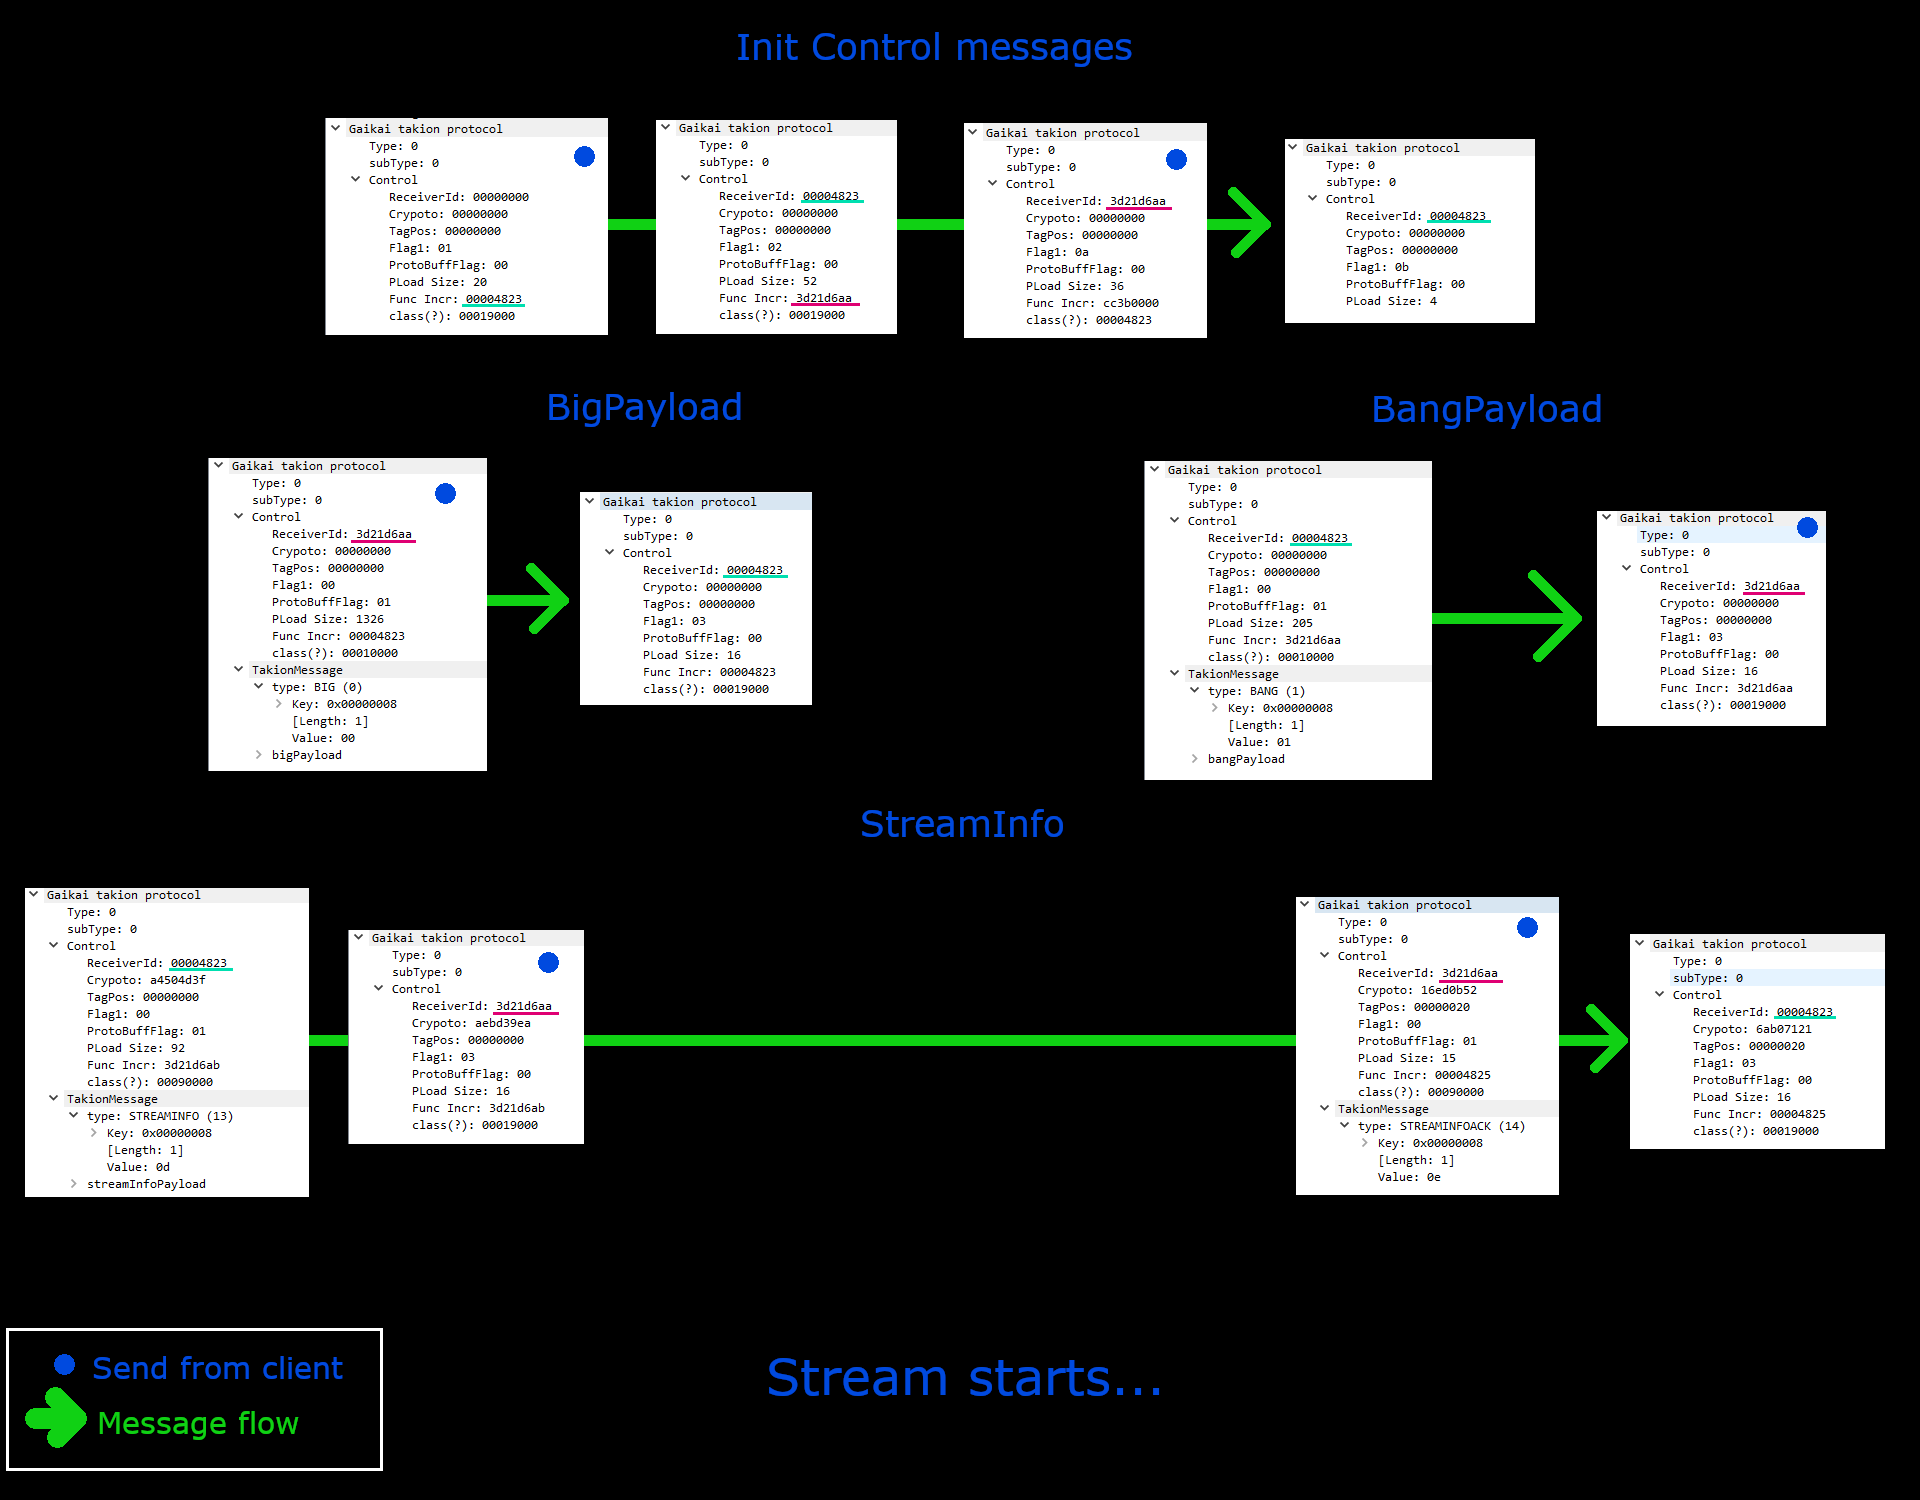 Init Control messages
Gaikai takion protocol
Type: 0
subType: 0
Control
ReceiverId: 00000000
Crypoto: 00000000
TagPos: 00000000
Flag1: 01
ProtoBuffFlag: 00
PLoad Size: 20
Func Incr: 00004823
class(?): 00019000
Gaikai takion protocol
Type: 0
subType: 0
Control
ReceiverId: 00004823
Crypoto: 00000000
TagPos: 00000000
Flag1: 02
ProtoBuffFlag: 00
PLoad Size: 52
Func Incr: 3d21d6aa
class(?): 00019000
Gaikai takion protocol
Type: 0
subType: 0
Control
ReceiverId: 3d21d6aa
Crypoto: 00000000
TagPos: 00000000
Flag1: 0a
ProtoBuffFlag: 00
PLoad Size: 36
Func Incr: cc3b0000
class(?): 00004823
Gaikai takion protocol
Type: 0
subType: 0
Control
ReceiverId: 00004823
Crypoto: 00000000
TagPos: 00000000
Flag1: 0b
ProtoBuffFlag: 00
PLoad Size: 4
BigPayload
Gaikai takion protocol
Type: 0
subType: 0
Control
ReceiverId: 3d21d6aa
Crypoto: 00000000
TagPos: 00000000
Flag1: 00
ProtoBuffFlag: 01
PLoad Size: 1326
Func Incr: 00004823
class(?): 00010000
TakionMessage
type: BIG (0)
Key: 0x00000008
[Length: 1]
Value: 00
bigPayload
Gaikai takion protocol
Type: 0
subType: 0
Control
ReceiverId: 00004823
Crypoto: 00000000
TagPos: 00000000
Flag1: 03
ProtoBuffFlag: 00
PLoad Size: 16
Func Incr: 00004823
class(?): 00019000
BangPayload
Gaikai takion protocol
Type: 0
subType: 0
Control
ReceiverId: 00004823
Crypoto: 00000000
TagPos: 00000000
Flag1: 00
ProtoBuffFlag: 01
PLoad Size: 205
Func Incr: 3d21d6aa
class(?): 00010000
TakionMessage
type: BANG (1)
Key: 0x00000008
[Length: 1]
Value: 01
bangPayload
Gaikai takion protocol
Type: 0
subType: 0
Control
ReceiverId: 3d21d6aa
Crypoto: 00000000
TagPos: 00000000
Flag1: 03
ProtoBuffFlag: 00
PLoad Size: 16
Func Incr: 3d21d6aa
class(?): 00019000
StreamInfo
Gaikai takion protocol
Type: 0
subType: 0
Control
ReceiverId: 00004823
Crypoto: a4504d3f
TagPos: 00000000
Flag1: 00
ProtoBuffFlag: 01
PLoad Size: 92
Func Incr: 3d21d6ab
class(?): 00090000
TakionMessage
type: STREAMINFO (13)
Key: 0x00000008
[Length: 1]
Value: 0d
streamInfoPayload
Gaikai takion protocol
Type: 0
subType: 0
Control
ReceiverId: 3d21d6aa
Crypoto: aebd39ea
TagPos: 00000000
Flag1: 03
ProtoBuffFlag: 00
PLoad Size: 16
Func Incr: 3d21d6ab
class(?): 00019000
Gaikai takion protocol
Type: 0
subType: 0
Control
ReceiverId: 3d21d6aa
Crypoto: 16ed0b52
TagPos: 00000020
Flag1: 00
ProtoBuffFlag: 01
PLoad Size: 15
Func Incr: 00004825
class(?): 00090000
TakionMessage
type: STREAMINFOACK (14)
Key: 0x00000008
[Length: 1]
Value: 0e
Gaikai takion protocol
Type: 0
subType: 0
Control
ReceiverId: 00004823
Crypoto: 6ab07121
TagPos: 00000020
Flag1: 03
ProtoBuffFlag: 00
PLoad Size: 16
Func Incr: 00004825
class(?): 00019000
Send from client
Message flow
Stream starts...